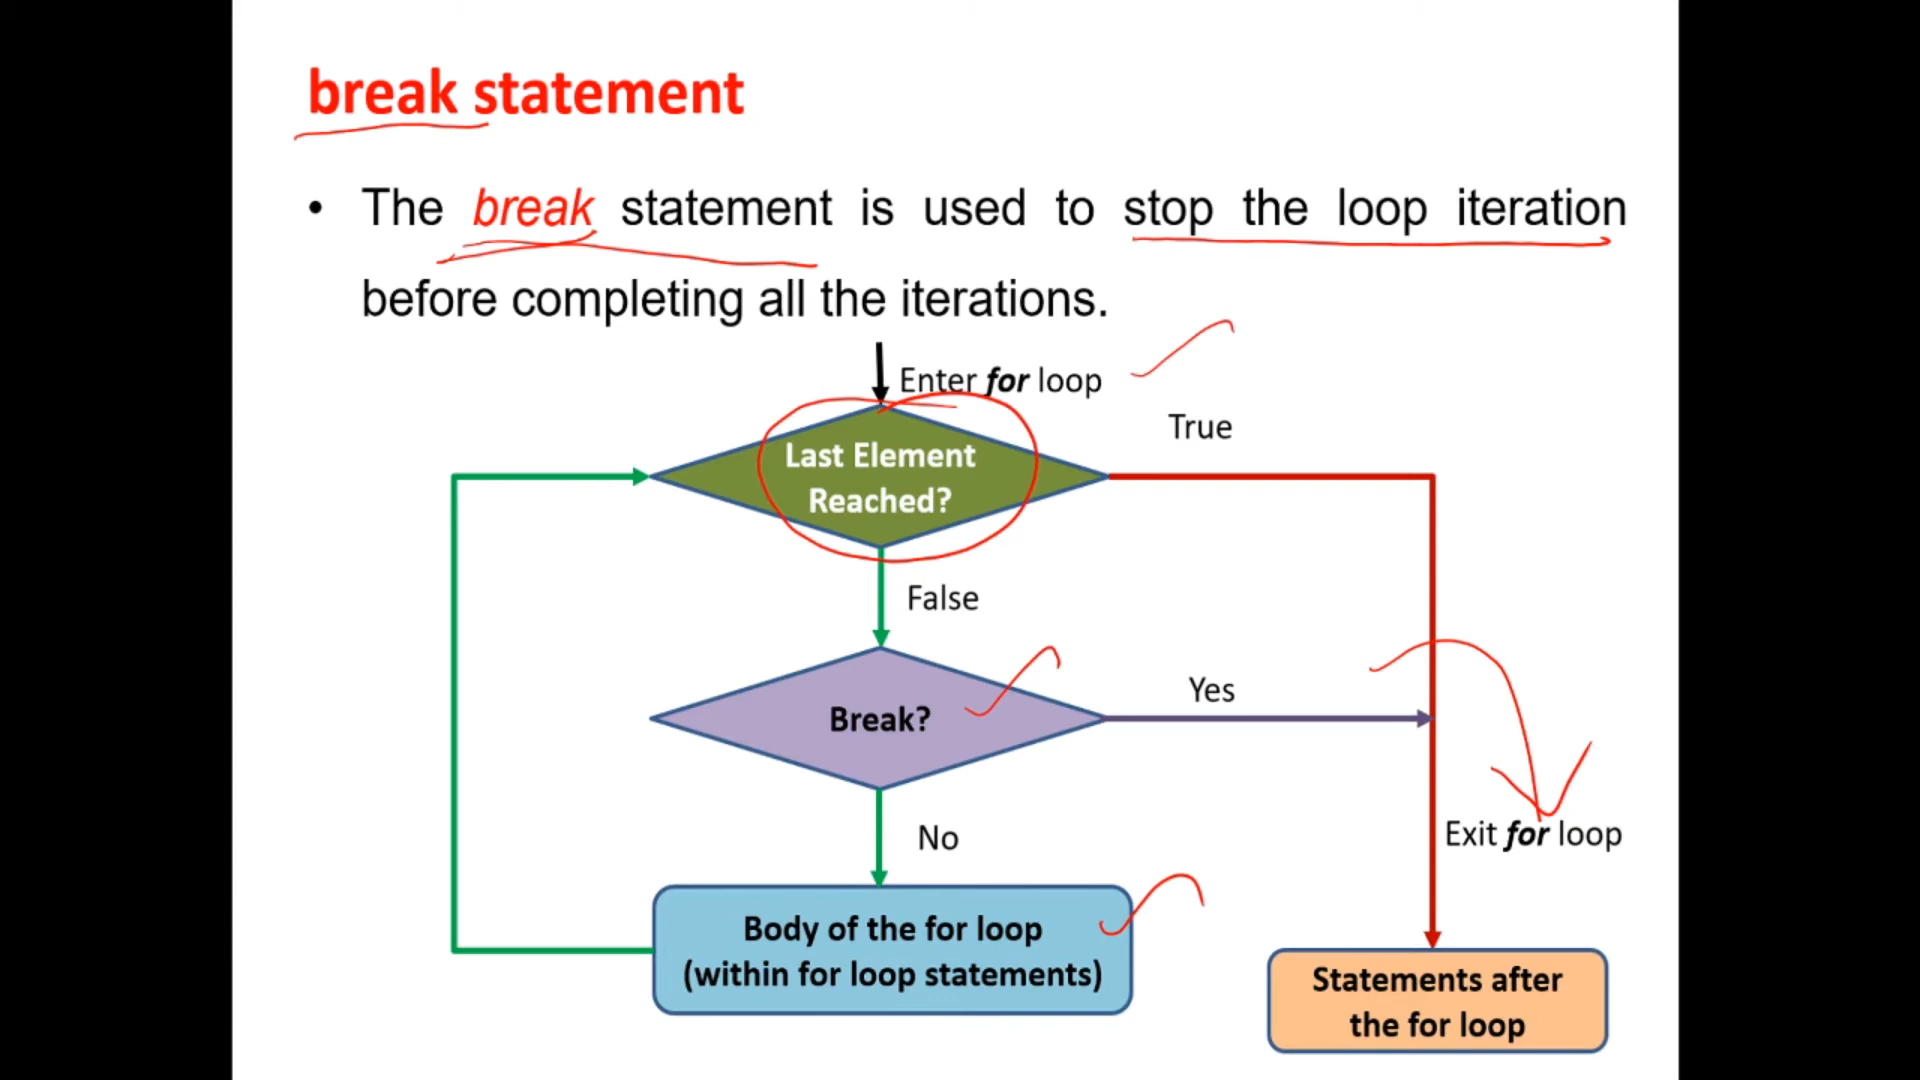 break statement
• The break statement is used to stop the loop iteration
before completing all the iterations.
Enter for loop
True
Last Element
Reached?
False
Yes
Break?
No
Exit for loop
Body of the for loop
(within for loop statements)
Statements after
the for loop